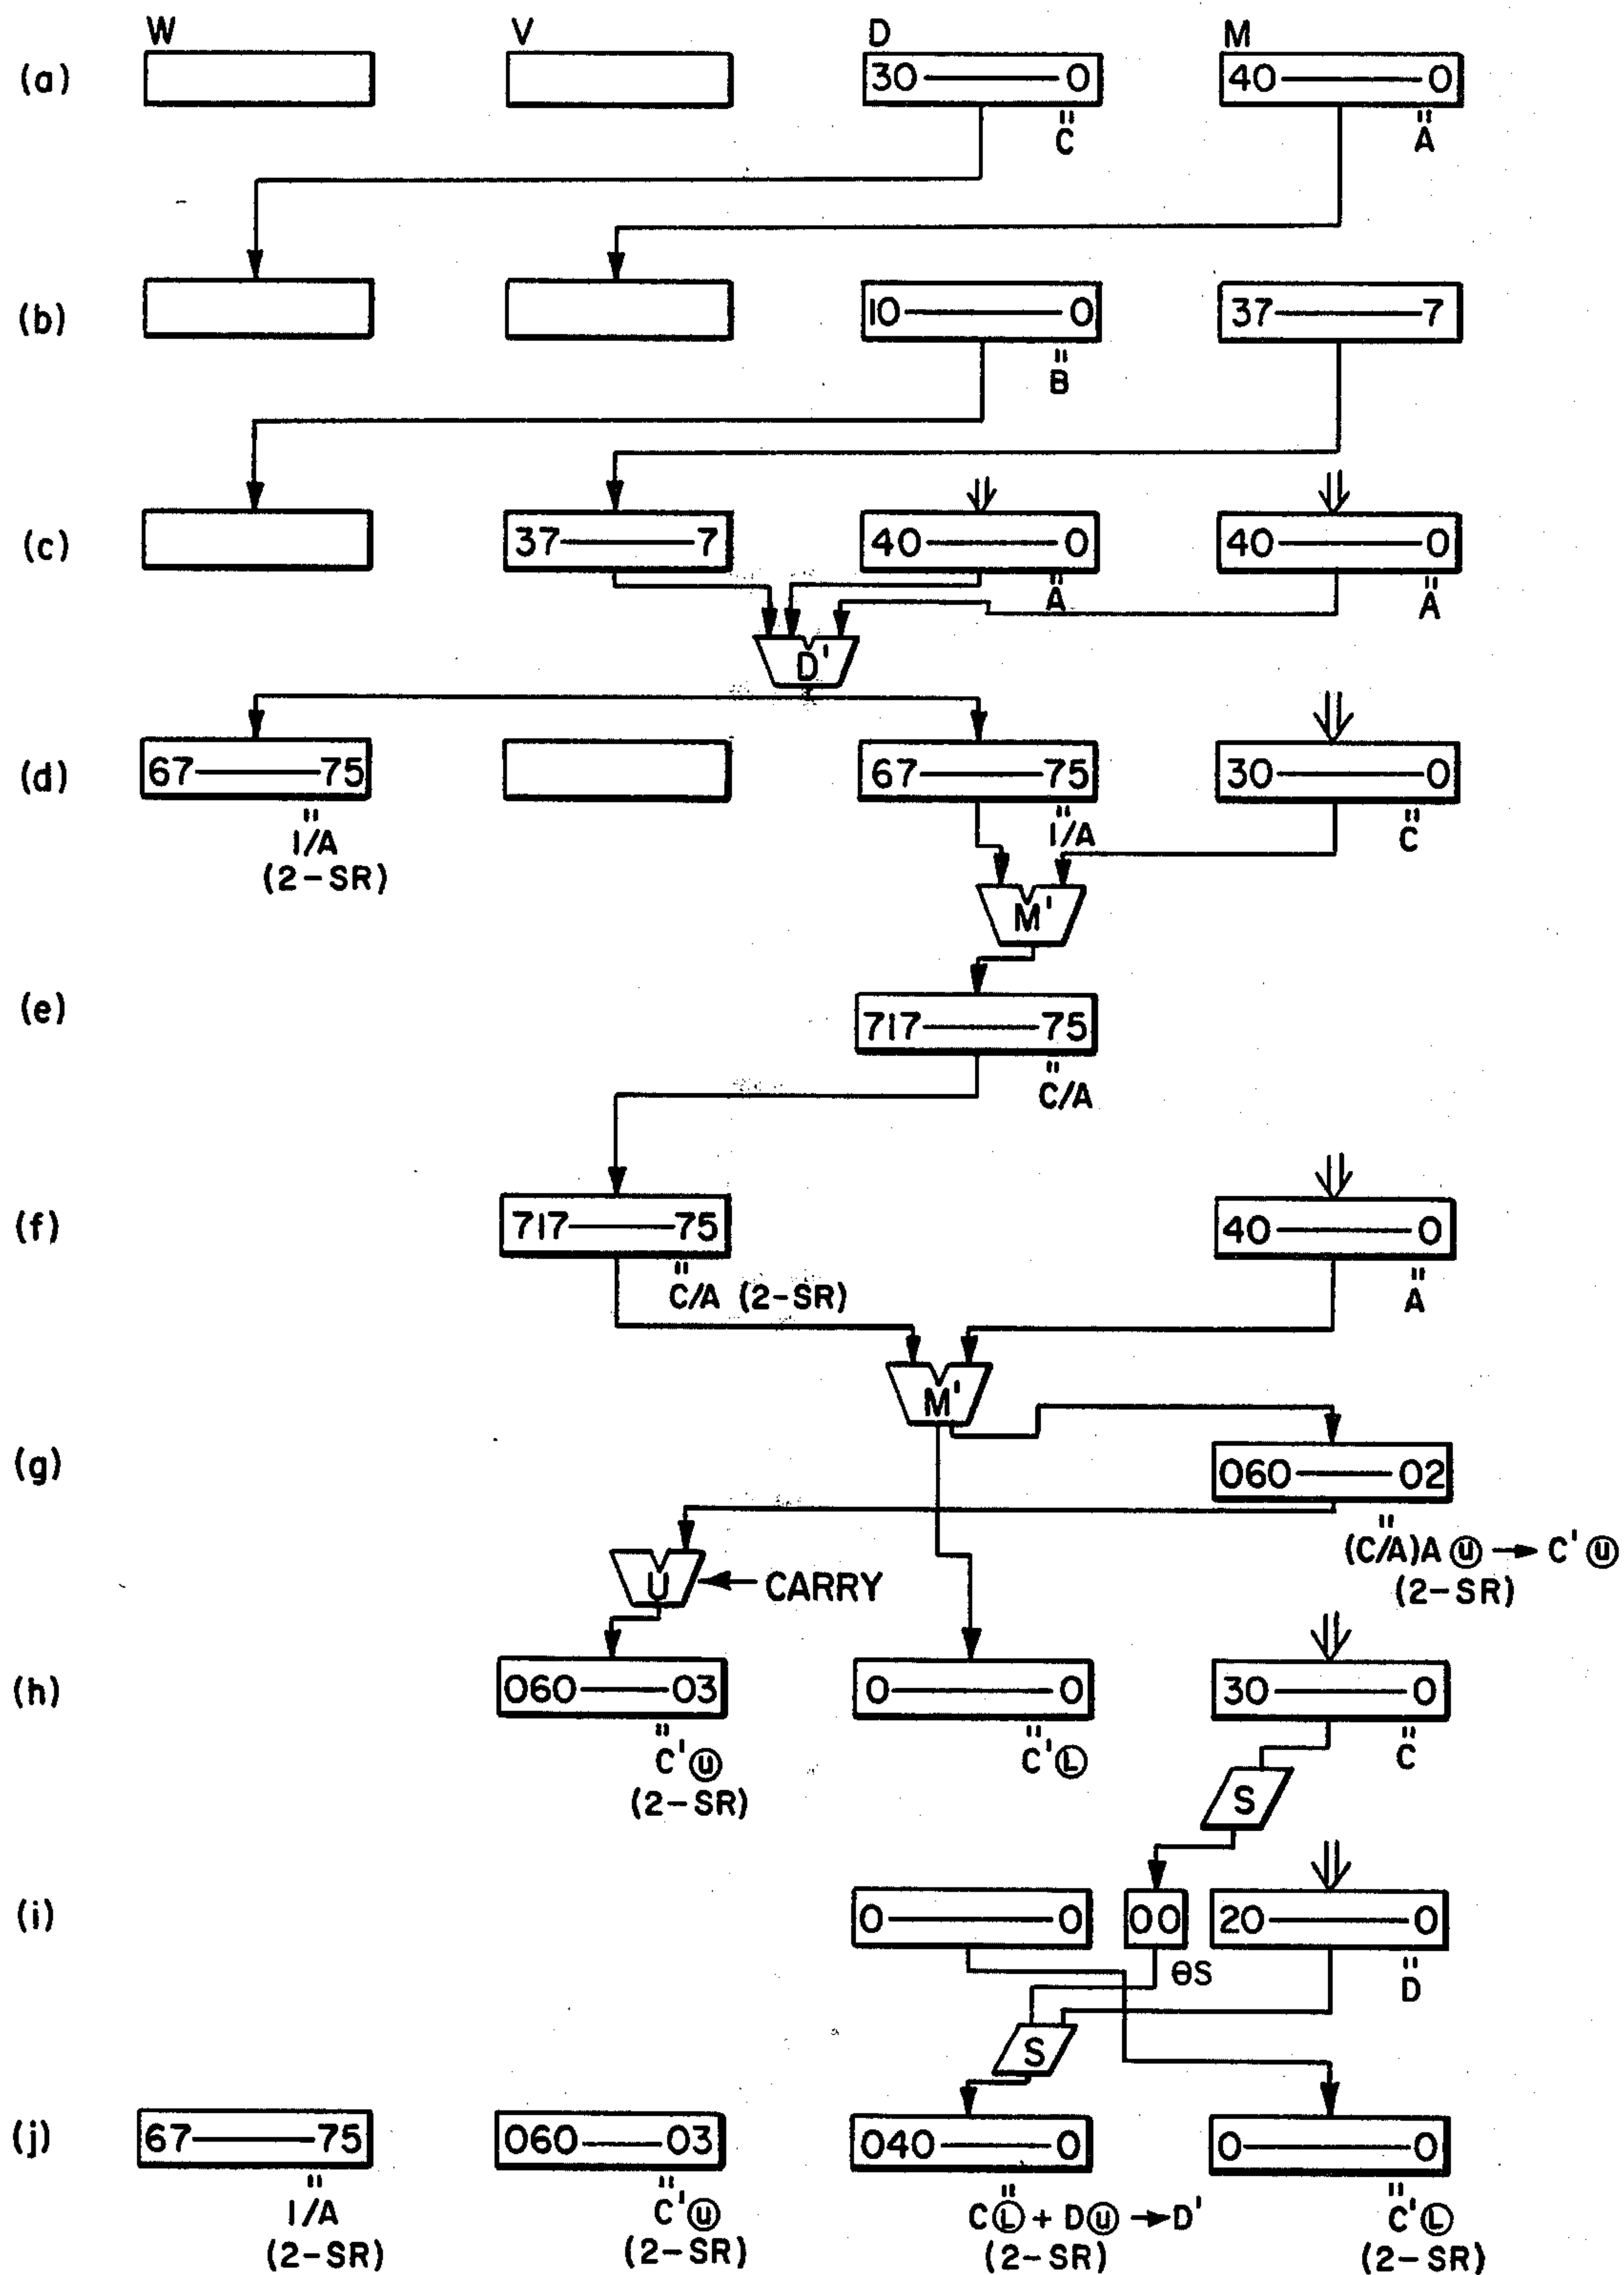 W V D M
(a) 30——0 40——0
"C "A
(b) 10——0 37——7
"B
(c) 37——7 40——0 40——0
"A "A
D'
(d) 67——75 67——75 30——0
"1/A "1/A "C
(2-SR)
M'
(e) 717——75
"C/A
(f) 717——75 40——0
"C/A (2-SR) "A
M'
(g) 060——02
"(C/A)A Ⓤ → C' Ⓤ
(2-SR)
U ← CARRY
(h) 060——03 0——0 30——0
"C'Ⓤ "C'Ⓛ "C
(2-SR)
S
(i) 0——0 00 20——0
θS "D
S
(j) 67——75 060——03 040——0 0——0
"1/A "C'Ⓤ "CⓁ + DⓊ → D' "C'Ⓛ
(2-SR) (2-SR) (2-SR) (2-SR)